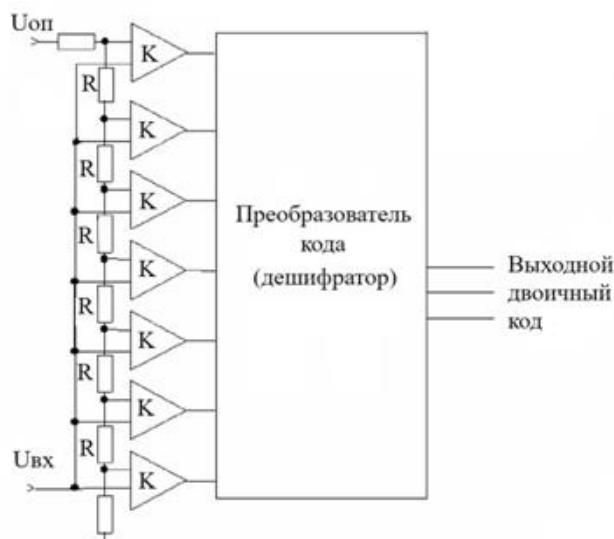 Uоп
K
R
K
R
K
R
K
R
K
R
K
R
K
Uвх
Преобразователь
кода
(дешифратор)
Выходной
двоичный
код